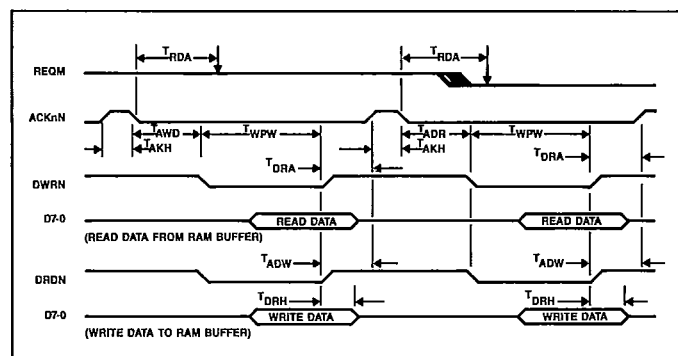 TRDA TRDA
REQM
ACKnN
TAWD TWPW TADR TWPW
TAKH TAKH
TDRA TDRA
DWRN
D7-0 READ DATA READ DATA
(READ DATA FROM RAM BUFFER)
TADW TADW
DRDN
TDRH TDRH
D7-0 WRITE DATA WRITE DATA
(WRITE DATA TO RAM BUFFER)